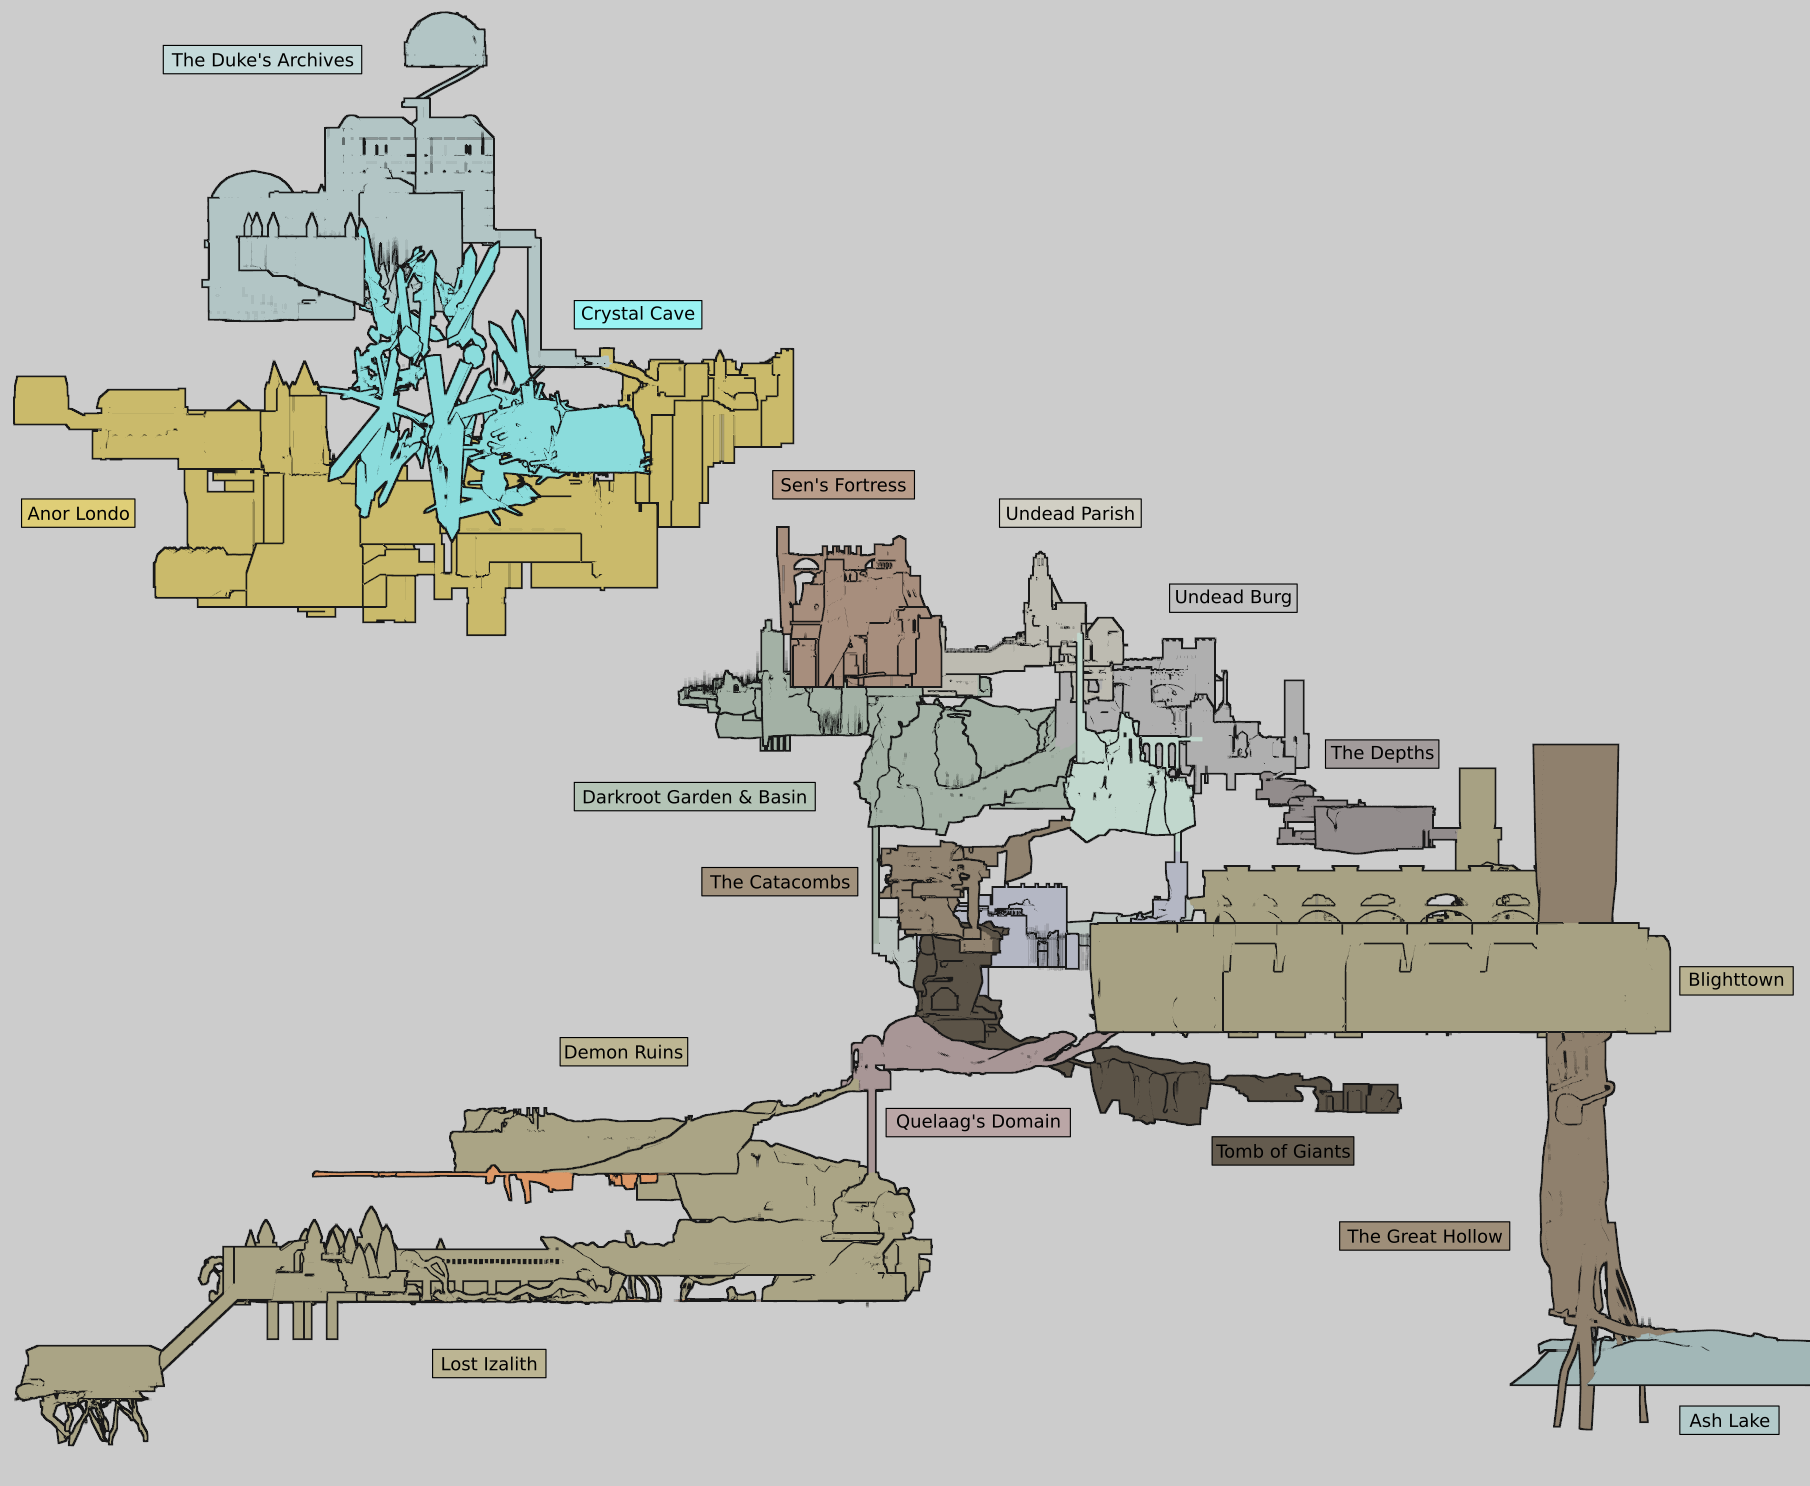 The Duke's Archives
Crystal Cave
Anor Londo
Sen's Fortress
Undead Parish
Undead Burg
The Depths
Darkroot Garden & Basin
The Catacombs
Blighttown
Demon Ruins
Quelaag's Domain
Tomb of Giants
The Great Hollow
Lost Izalith
Ash Lake